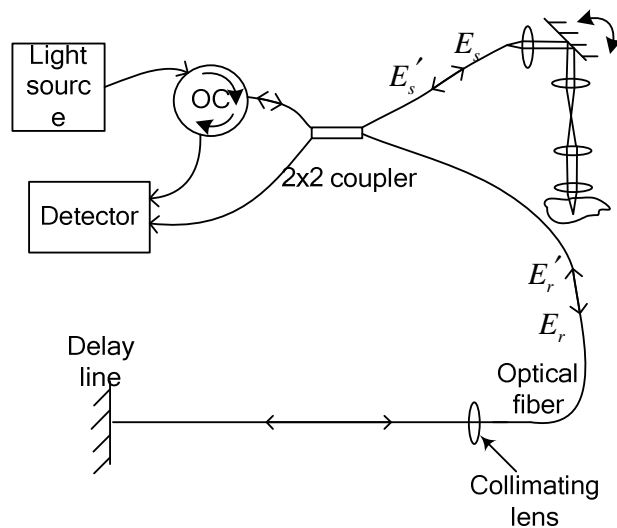 Light
sourc
e
OC
E_s
E_s′
2x2 coupler
Detector
E_r′
E_r
Delay
line
Optical
fiber
Collimating
lens